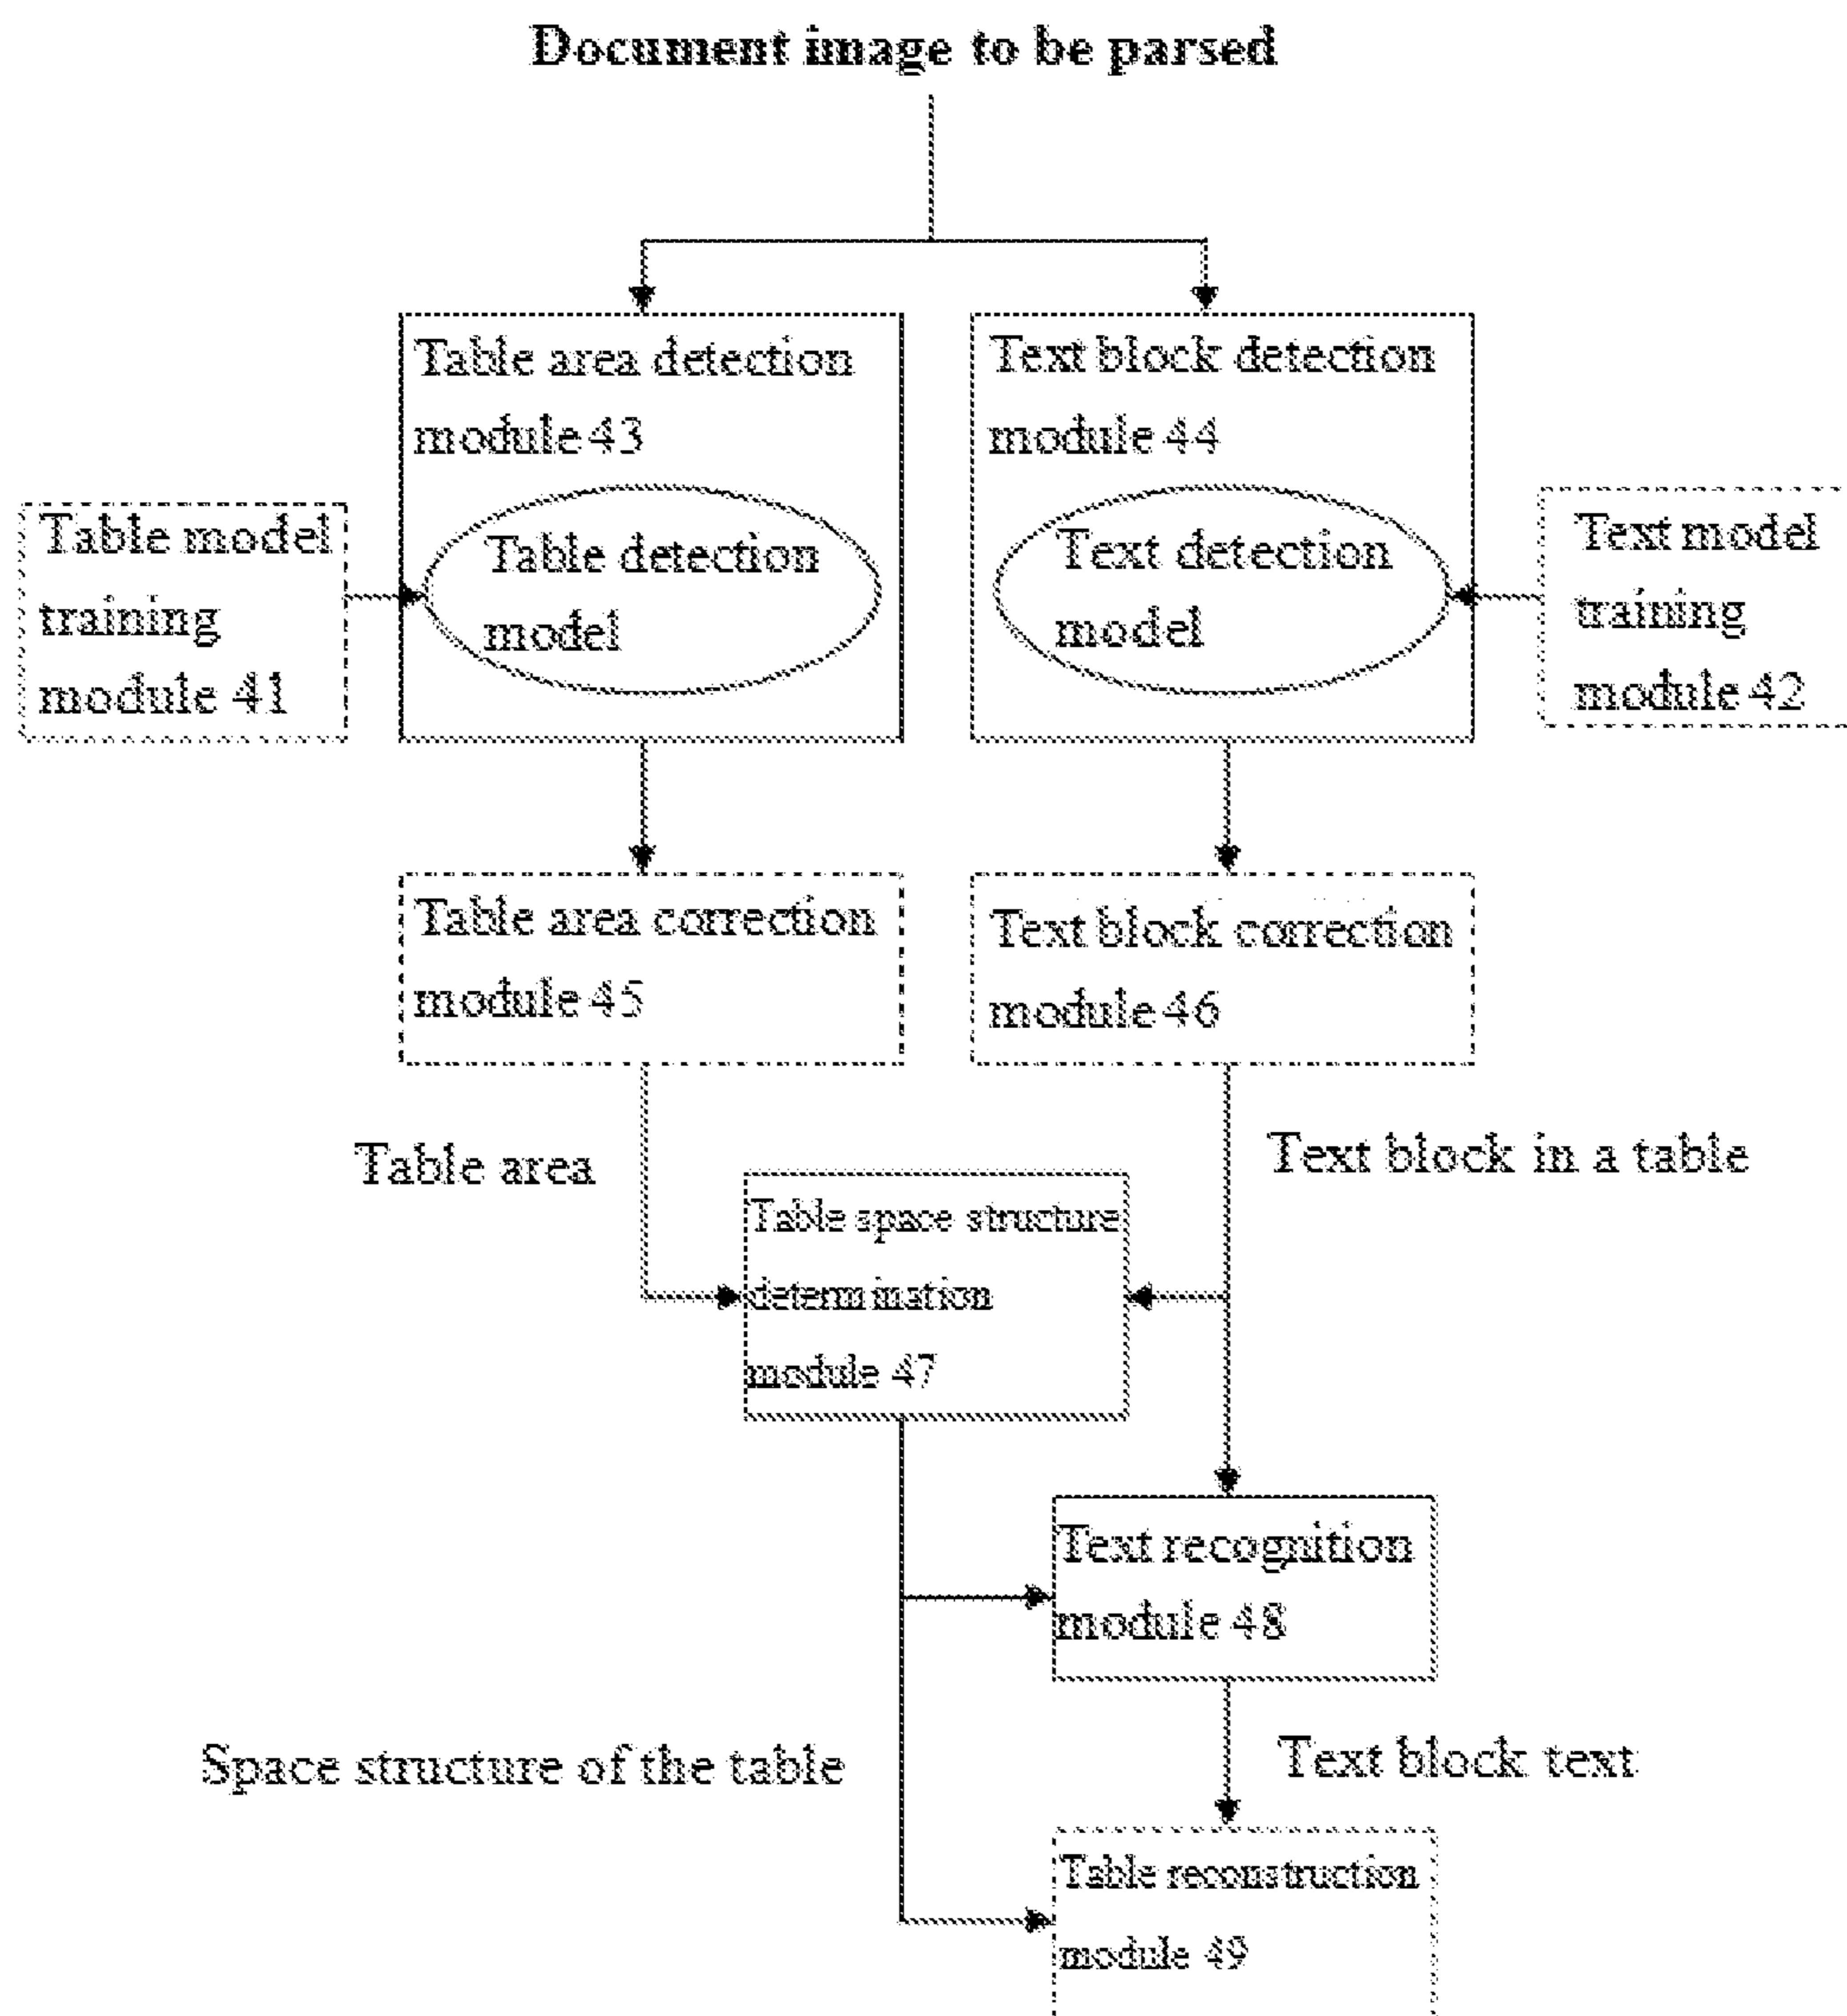 Document image to be parsed
Table area detection
module 43
Table detection
model
Text block detection
module 44
Text detection
model
Table model
training
module 41
Text model
training
module 42
Table area correction
module 45
Text block correction
module 46
Table area
Text block in a table
Table space structure
determination
module 47
Text recognition
module 48
Space structure of the table
Text block text
Table reconstruction
module 49